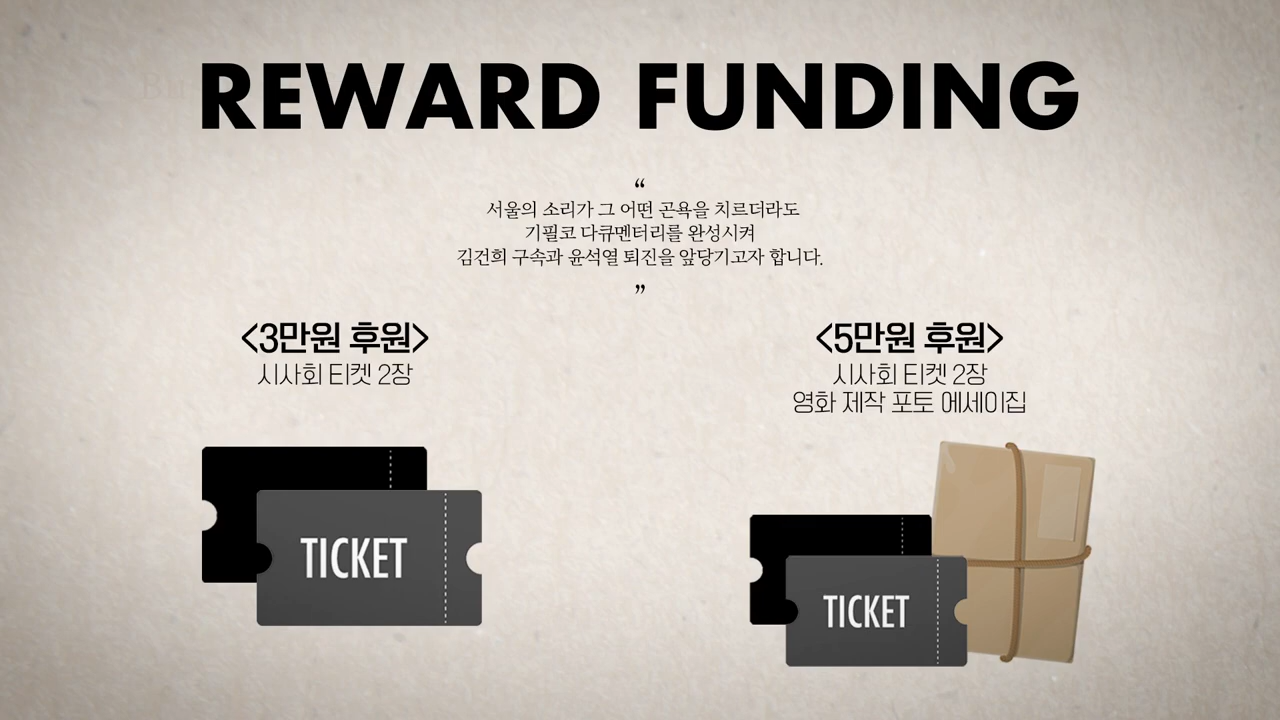 REWARD FUNDING
“
서울의 소리가 그 어떤 곤욕을 치르더라도
기필코 다큐멘터리를 완성시켜
김건희 구속과 윤석열 퇴진을 앞당기고자 합니다.
”
<3만원 후원>
시사회 티켓 2장
<5만원 후원>
시사회 티켓 2장
영화 제작 포토 에세이집
TICKET
TICKET